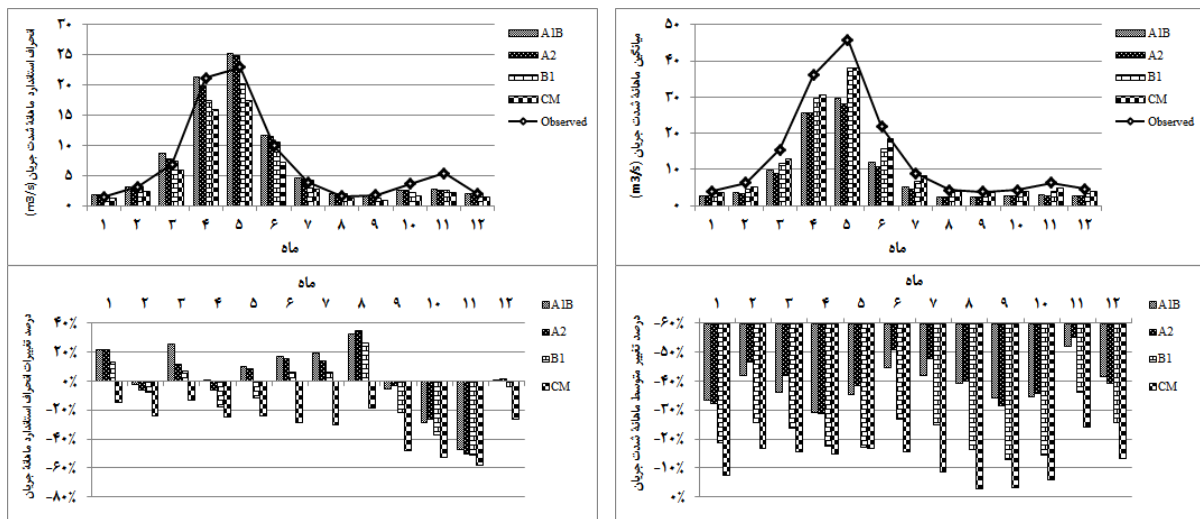 انحراف استاندارد ماهانهٔ شدت جریان (m3/s)
۳۰
۲۵
۲۰
۱۵
۱۰
۵
۰
۱ ۲ ۳ ۴ ۵ ۶ ۷ ۸ ۹ ۱۰ ۱۱ ۱۲
ماه
A1B
A2
B1
CM
Observed
میانگین ماهانهٔ شدت جریان (m3/s)
۵۰
۴۰
۳۰
۲۰
۱۰
۰
۱ ۲ ۳ ۴ ۵ ۶ ۷ ۸ ۹ ۱۰ ۱۱ ۱۲
ماه
A1B
A2
B1
CM
Observed
درصد تغییرات انحراف استاندارد ماهانهٔ جریان
ماه
۱ ۲ ۳ ۴ ۵ ۶ ۷ ۸ ۹ ۱۰ ۱۱ ۱۲
۴۰%
۲۰%
۰%
-۲۰%
-۴۰%
-۶۰%
-۸۰%
A1B
A2
B1
CM
درصد تغییر متوسط ماهانهٔ شدت جریان
ماه
۱ ۲ ۳ ۴ ۵ ۶ ۷ ۸ ۹ ۱۰ ۱۱ ۱۲
-۶۰%
-۵۰%
-۴۰%
-۳۰%
-۲۰%
-۱۰%
۰%
A1B
A2
B1
CM